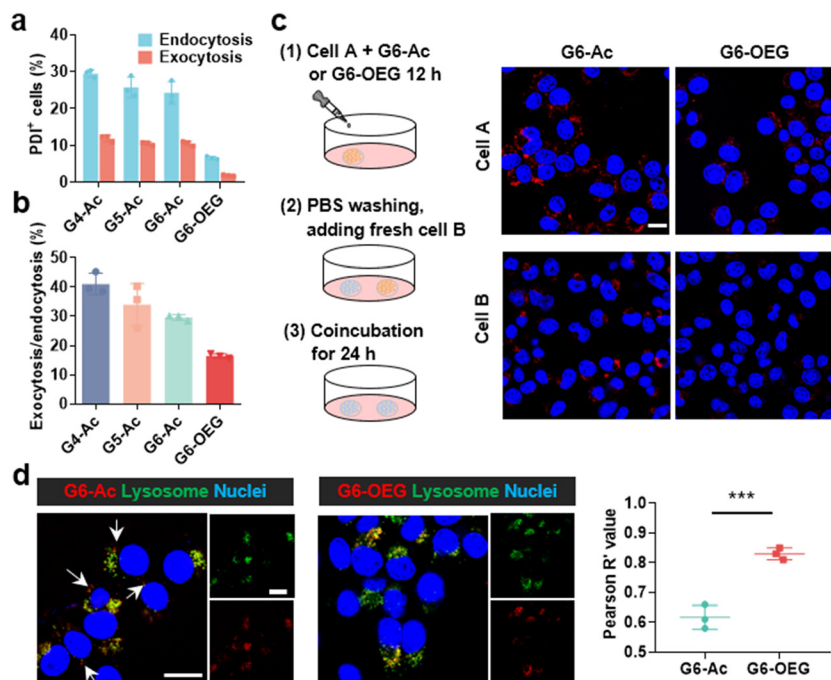 a
Endocytosis
Exocytosis
PDI⁺ cells (%)
40
30
20
10
0
G4-Ac
G5-Ac
G6-Ac
G6-OEG
b
Exocytosis/endocytosis (%)
50
40
30
20
10
0
G4-Ac
G5-Ac
G6-Ac
G6-OEG
c
(1) Cell A + G6-Ac
or G6-OEG 12 h
(2) PBS washing,
adding fresh cell B
(3) Coincubation
for 24 h
G6-Ac
G6-OEG
Cell A
Cell B
d
G6-Ac Lysosome Nuclei
G6-OEG Lysosome Nuclei
Pearson R' value
1.0
0.9
0.8
0.7
0.6
0.5
***
G6-Ac
G6-OEG